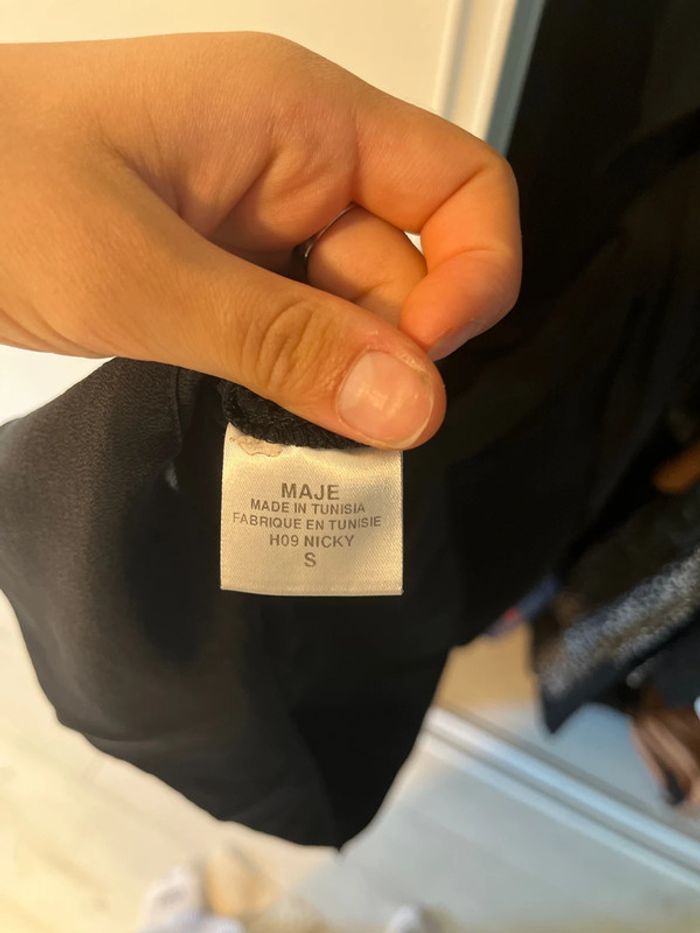 MAJE
MADE IN TUNISIA
FABRIQUE EN TUNISIE
H09 NICKY
S